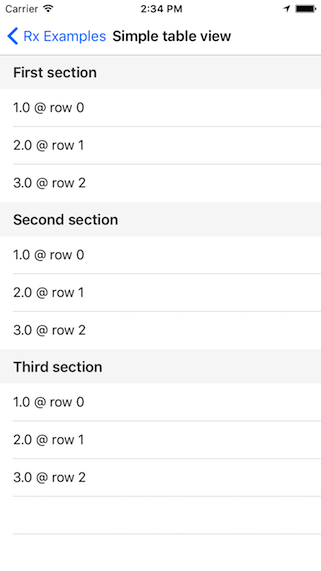 Carrier 2:34 PM
Rx Examples Simple table view
First section
1.0 @ row 0
2.0 @ row 1
3.0 @ row 2
Second section
1.0 @ row 0
2.0 @ row 1
3.0 @ row 2
Third section
1.0 @ row 0
2.0 @ row 1
3.0 @ row 2